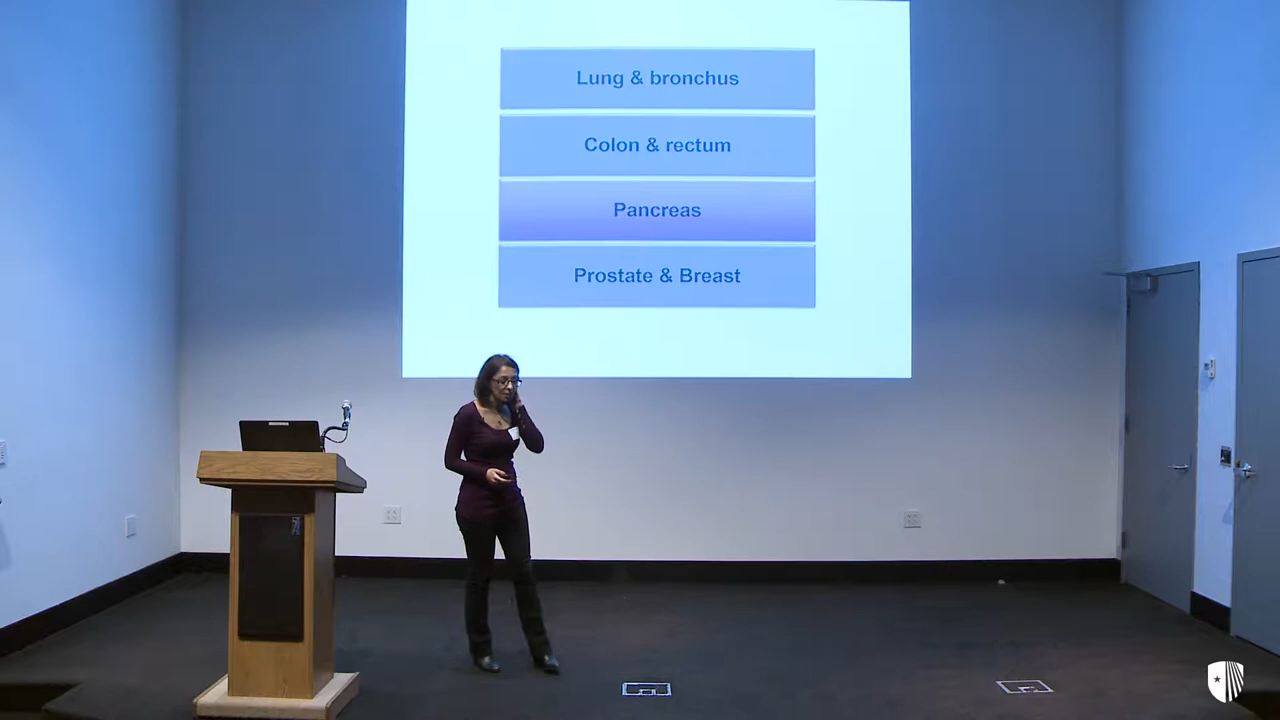 Lung & bronchus
Colon & rectum
Pancreas
Prostate & Breast